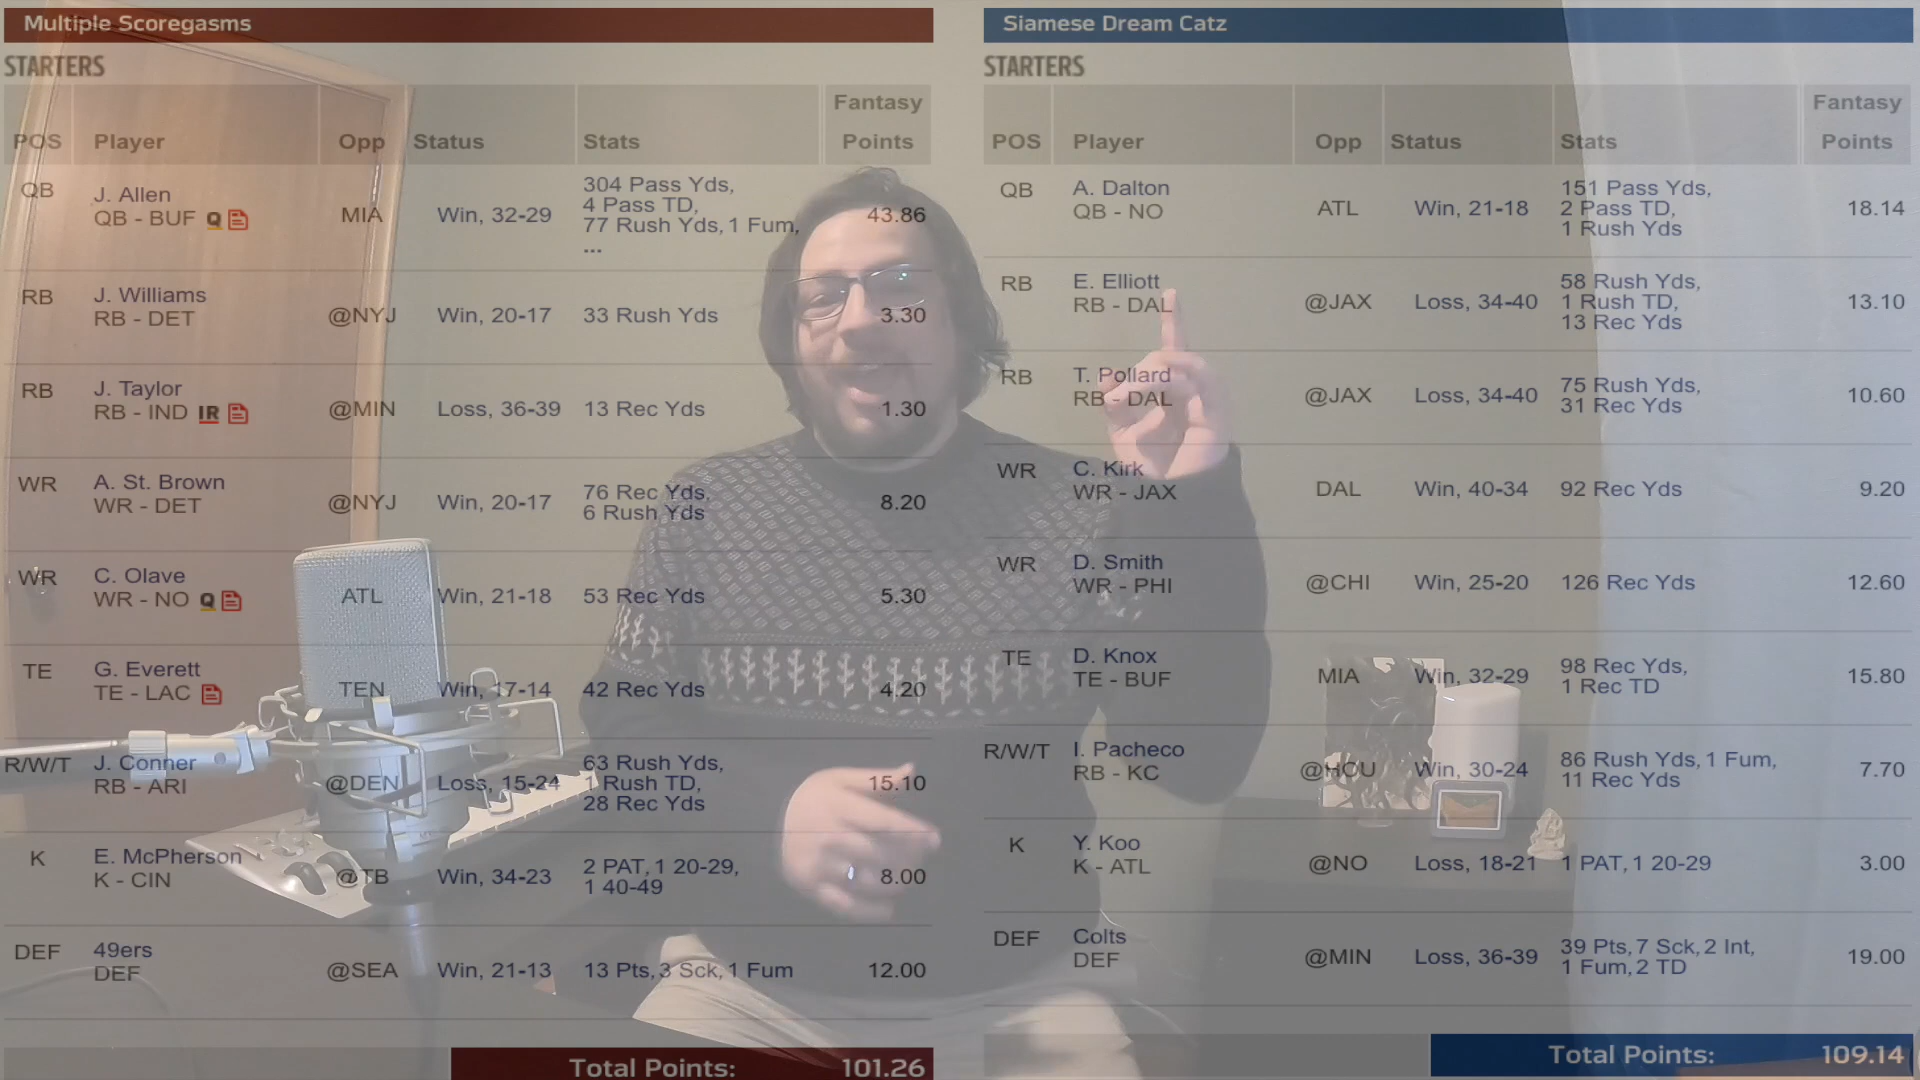 Multiple Scoregasms
STARTERS
Fantasy
POS Player Opp Status Stats Points
QB J. Allen
QB - BUF Q MIA Win, 32-29 304 Pass Yds,
4 Pass TD,
77 Rush Yds, 1 Fum,
... 43.86
RB J. Williams
RB - DET @NYJ Win, 20-17 33 Rush Yds 3.30
RB J. Taylor
RB - IND IR @MIN Loss, 36-39 13 Rec Yds 1.30
WR A. St. Brown
WR - DET @NYJ Win, 20-17 76 Rec Yds,
6 Rush Yds 8.20
WR C. Olave
WR - NO Q ATL Win, 21-18 53 Rec Yds 5.30
TE G. Everett
TE - LAC TEN Win, 17-14 42 Rec Yds 4.20
R/W/T J. Conner
RB - ARI @DEN Loss, 15-24 63 Rush Yds,
1 Rush TD,
28 Rec Yds 15.10
K E. McPherson
K - CIN @TB Win, 34-23 2 PAT, 1 20-29,
1 40-49 8.00
DEF 49ers
DEF @SEA Win, 21-13 13 Pts, 3 Sck, 1 Fum 12.00
Total Points: 101.26
Siamese Dream Catz
STARTERS
Fantasy
POS Player Opp Status Stats Points
QB A. Dalton
QB - NO ATL Win, 21-18 151 Pass Yds,
2 Pass TD,
1 Rush Yds 18.14
RB E. Elliott
RB - DAL @JAX Loss, 34-40 58 Rush Yds,
1 Rush TD,
13 Rec Yds 13.10
RB T. Pollard
RB - DAL @JAX Loss, 34-40 75 Rush Yds,
31 Rec Yds 10.60
WR C. Kirk
WR - JAX DAL Win, 40-34 92 Rec Yds 9.20
WR D. Smith
WR - PHI @CHI Win, 25-20 126 Rec Yds 12.60
TE D. Knox
TE - BUF MIA Win, 32-29 98 Rec Yds,
1 Rec TD 15.80
R/W/T I. Pacheco
RB - KC @HOU Win, 30-24 86 Rush Yds, 1 Fum,
11 Rec Yds 7.70
K Y. Koo
K - ATL @NO Loss, 18-21 1 PAT, 1 20-29 3.00
DEF Colts
DEF @MIN Loss, 36-39 39 Pts, 7 Sck, 2 Int,
1 Fum, 2 TD 19.00
Total Points: 109.14